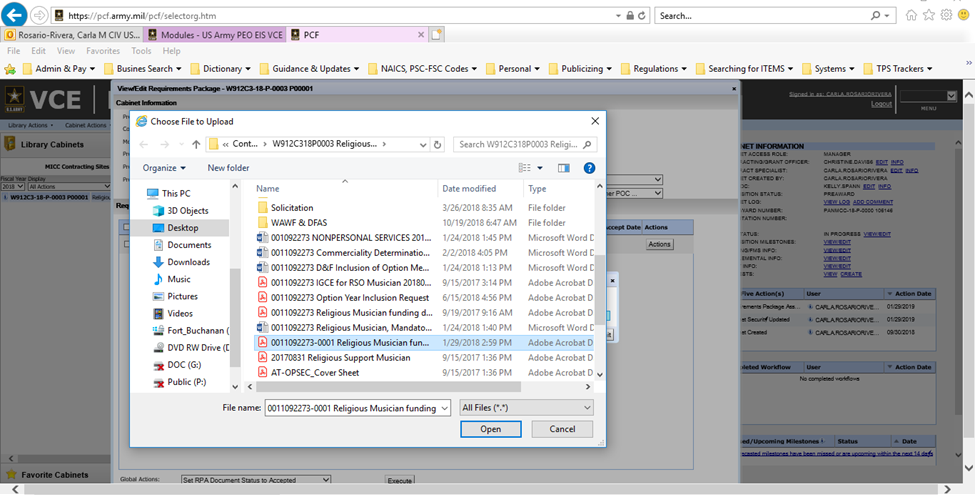 https://pcf.army.mil/pcf/selectorg.htm
Search...
Rosario-Rivera, Carla M CIV US...
Modules - US Army PEO EIS VCE
PCF
File Edit View Favorites Tools Help
Admin & Pay
Busines Search
Dictionary
Guidance & Updates
NAICS, PSC-FSC Codes
Personal
Publicizing
Regulations
Searching for ITEMS
Systems
TPS Trackers
View/Edit Requirements Package - W912C3-18-P-0003 P00001
Cabinet Information
U.S. ARMY
VCE
Signed in as: CARLA.ROSARIORIVERA
Logout
MENU
Library Actions Cabinet Actions
Library Cabinets
MICC Contracting Sites
Fiscal Year Display
2018 All Actions
W912C3-18-P-0003 P00001 Religious
Choose File to Upload
Cont... W912C318P0003 Religious...
Search W912C318P0003 Religi...
Organize New folder
This PC
3D Objects
Desktop
Documents
Downloads
Music
Pictures
Videos
Fort_Buchanan (
DVD RW Drive (D
DOC (G:)
Public (P:)
Name Date modified Type
Solicitation 3/26/2018 8:35 AM File folder
WAWF & DFAS 10/19/2018 6:47 AM File folder
0011092273 NONPERSONAL SERVICES 201... 1/24/2018 1:45 PM Microsoft Word D
0011092273 Commerciality Determinatio... 2/2/2018 4:05 PM Microsoft Word D
0011092273 D&F Inclusion of Option Me... 1/24/2018 1:13 PM Microsoft Word D
0011092273 IGCE for RSO Musician 20180... 9/15/2017 3:14 PM Adobe Acrobat D
0011092273 Option Year Inclusion Request 6/15/2018 4:56 PM Adobe Acrobat D
0011092273 Religious Musician funding d... 9/19/2017 9:16 AM Adobe Acrobat D
0011092273 Religious Musician, Mandato... 1/24/2018 1:40 PM Microsoft Word D
0011092273-0001 Religious Musician fun... 1/29/2018 2:59 PM Adobe Acrobat D
20170831 Religious Support Musician 9/15/2017 1:36 PM Adobe Acrobat D
AT-OPSEC_Cover Sheet 9/15/2017 1:36 PM Adobe Acrobat D
File name: 0011092273-0001 Religious Musician funding
All Files (*.*)
Open Cancel
er POC ...
Accept Date Actions
Actions
NET INFORMATION
NT ACCESS ROLE: MANAGER
ACTING/GRANT OFFICER: CHRISTINE DAVISS EDIT INFO
ACT SPECIALIST: CARLA ROSARIORIVERA EDIT INFO
NT CREATED BY: CARLA ROSARIORIVERA
KELLY SPANN EDIT INFO
SITION STATUS: PREAWARD
NT LOG: VIEW LOG ADD COMMENT
YARD NUMBER: PANMCC-18-P-0000 108146
ITATION NUMBER:
STATUS: IN PROGRESS VIEW/EDIT
SITION MILESTONES: VIEW/EDIT
VIEW/EDIT
VIEW/EDIT
VIEW/EDIT
VIEW CREATE
Five Action(s) User Action Date
irements Package Ass... CARLA.ROSARIORIVE... 01/29/2019
et Security Updated CARLA.ROSARIORIVE... 01/29/2019
et Created CARLA.ROSARIORIVE... 09/30/2018
pleted Workflow User Action Date
No completed workflows
ed/Upcoming Milestones Status Date
ecasted milestones have been missed or are upcoming within the next 14 days
Favorite Cabinets
Global Actions: Set RPA Document Status to Accepted Execute